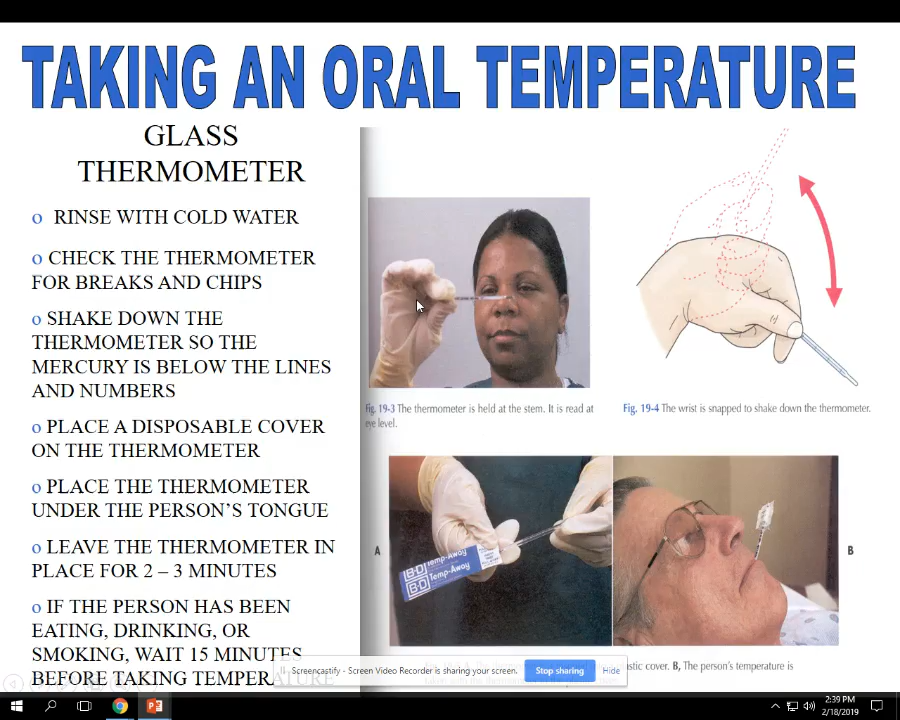 TAKING AN ORAL TEMPERATURE
GLASS
THERMOMETER
o RINSE WITH COLD WATER
o CHECK THE THERMOMETER
FOR BREAKS AND CHIPS
o SHAKE DOWN THE
THERMOMETER SO THE
MERCURY IS BELOW THE LINES
AND NUMBERS
o PLACE A DISPOSABLE COVER
ON THE THERMOMETER
o PLACE THE THERMOMETER
UNDER THE PERSON'S TONGUE
o LEAVE THE THERMOMETER IN
PLACE FOR 2 – 3 MINUTES
o IF THE PERSON HAS BEEN
EATING, DRINKING, OR
SMOKING, WAIT 15 MINUTES
BEFORE TAKING TEMPERATURE
Fig. 19-3 The thermometer is held at the stem. It is read at
eye level.
Fig. 19-4 The wrist is snapped to shake down the thermometer.
A
B-D Temp-Away
B-D Temp-Away
B
cover. B, The person's temperature is
Screencastify - Screen Video Recorder is sharing your screen.
Stop sharing
Hide
2:39 PM
2/18/2019